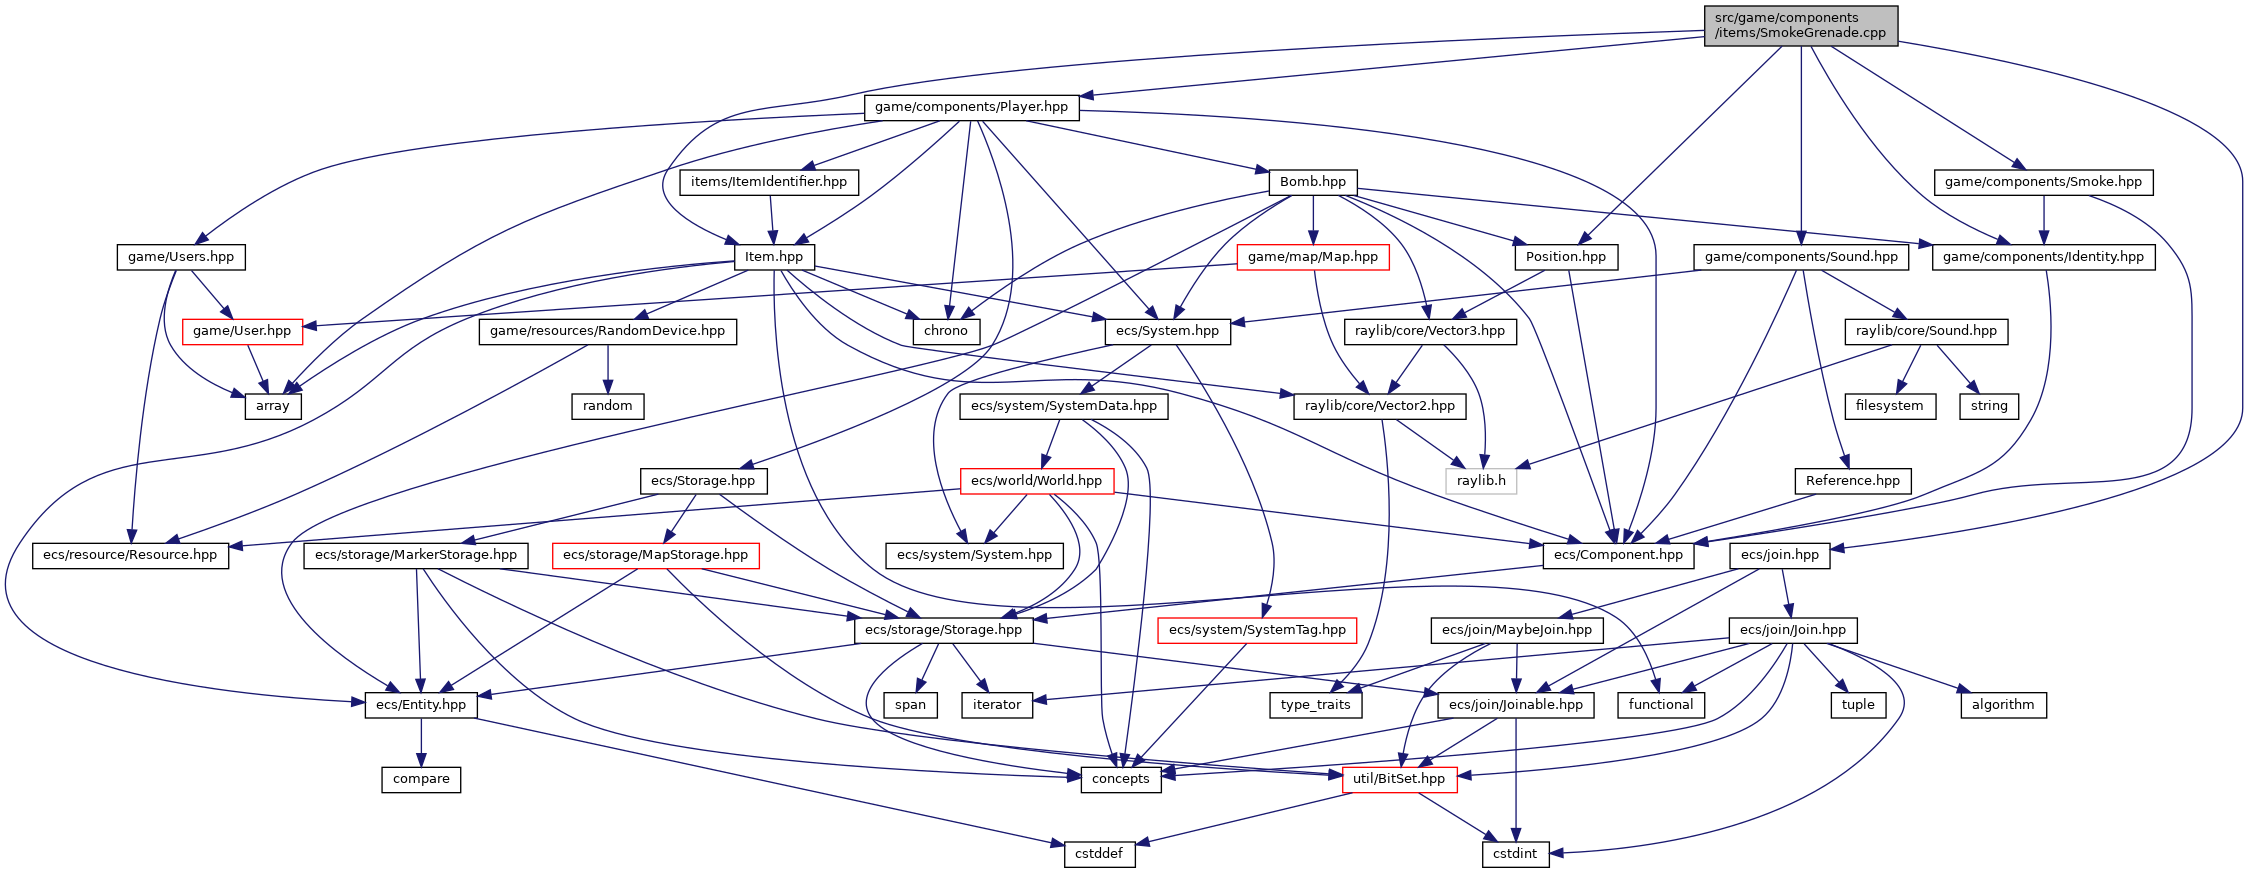 src/game/components
/items/SmokeGrenade.cpp
game/components/Player.hpp
items/ItemIdentifier.hpp
Bomb.hpp
game/components/Smoke.hpp
game/Users.hpp
Item.hpp
game/map/Map.hpp
Position.hpp
game/components/Sound.hpp
game/components/Identity.hpp
game/User.hpp
game/resources/RandomDevice.hpp
chrono
ecs/System.hpp
raylib/core/Vector3.hpp
raylib/core/Sound.hpp
array
random
ecs/system/SystemData.hpp
raylib/core/Vector2.hpp
filesystem
string
ecs/Storage.hpp
ecs/world/World.hpp
raylib.h
Reference.hpp
ecs/resource/Resource.hpp
ecs/storage/MarkerStorage.hpp
ecs/storage/MapStorage.hpp
ecs/system/System.hpp
ecs/Component.hpp
ecs/join.hpp
ecs/storage/Storage.hpp
ecs/system/SystemTag.hpp
ecs/join/MaybeJoin.hpp
ecs/join/Join.hpp
ecs/Entity.hpp
span
iterator
type_traits
ecs/join/Joinable.hpp
functional
tuple
algorithm
compare
concepts
util/BitSet.hpp
cstddef
cstdint